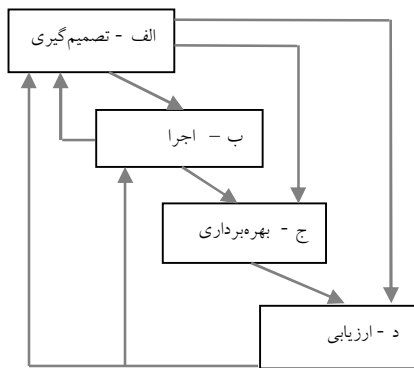 الف - تصمیم‌گیری
ب – اجرا
ج - بهره‌برداری
د - ارزیابی